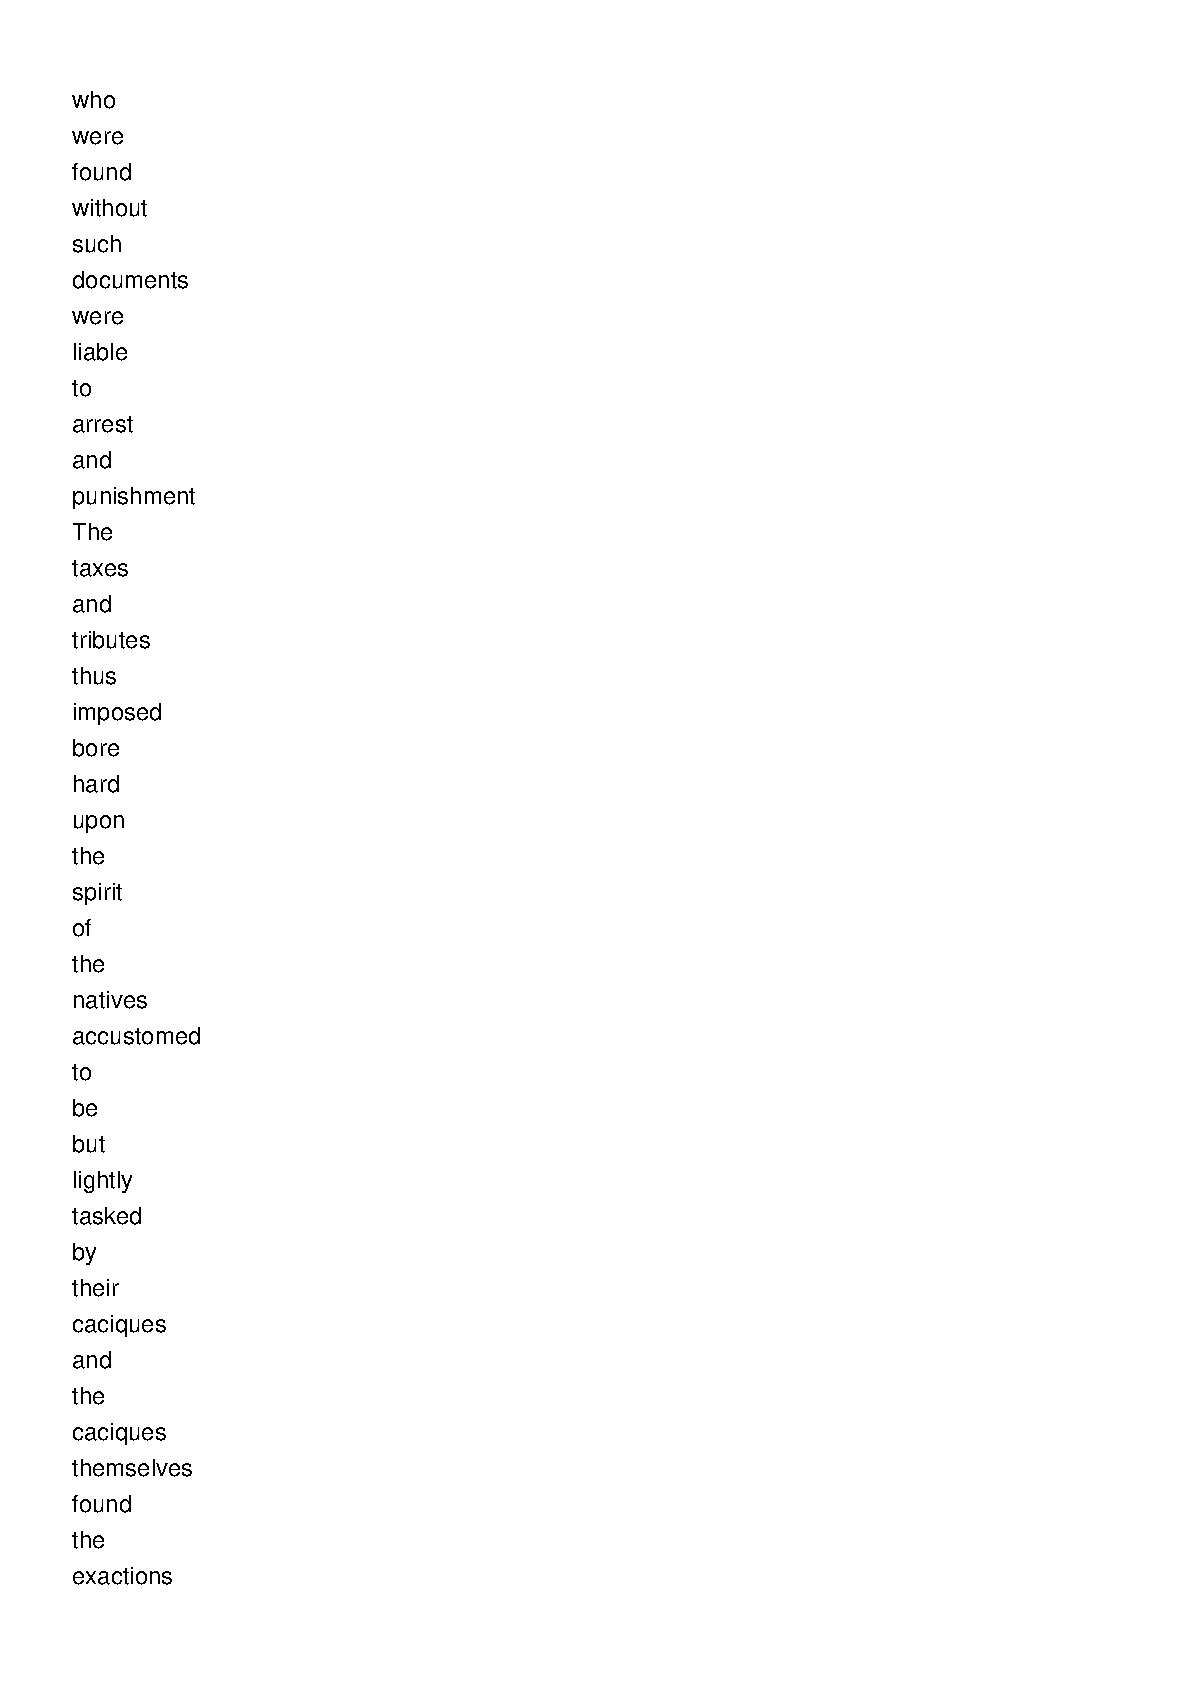 who
were
found
without
such
documents
were
liable
to
arrest
and
punishment
The
taxes
and
tributes
thus
imposed
bore
hard
upon
the
spirit
of
the
natives
accustomed
to
be
but
lightly
tasked
by
their
caciques
and
the
caciques
themselves
found
the
exactions